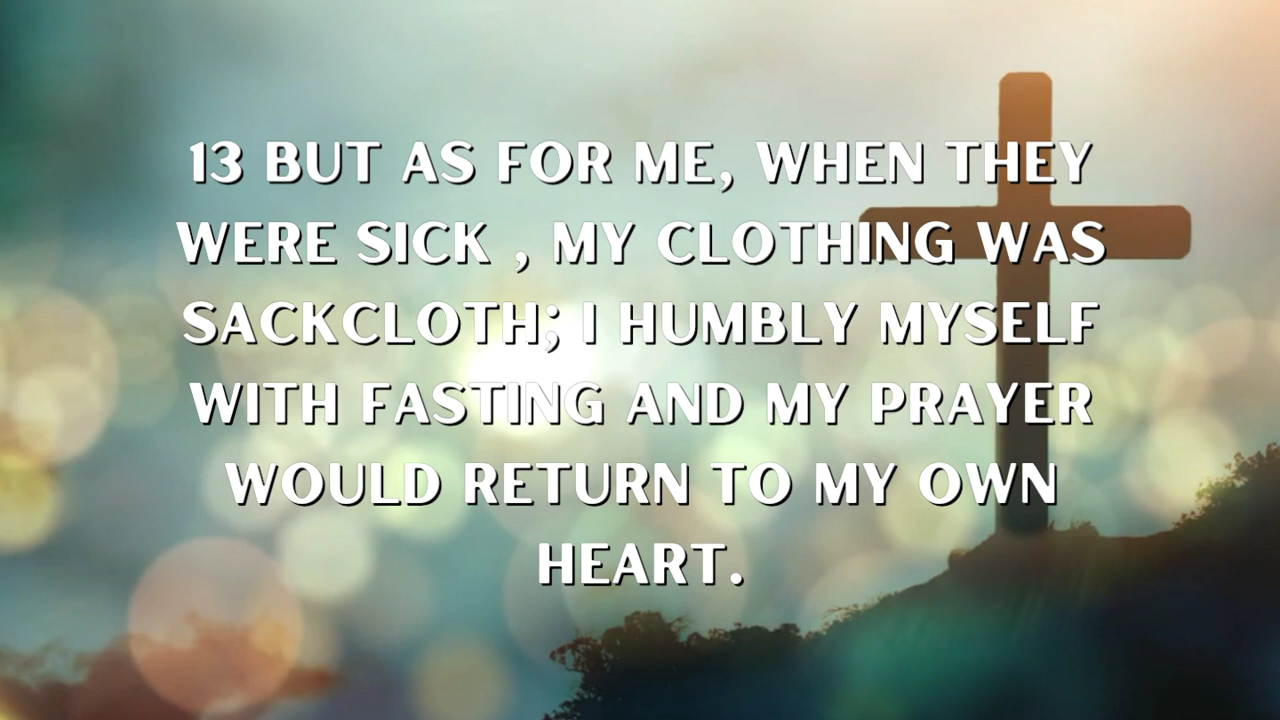 13 BUT AS FOR ME, WHEN THEY
WERE SICK , MY CLOTHING WAS
SACKCLOTH; I HUMBLY MYSELF
WITH FASTING AND MY PRAYER
WOULD RETURN TO MY OWN
HEART.